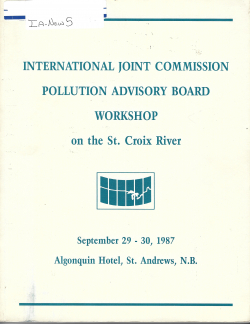 IA-NOW5
INTERNATIONAL JOINT COMMISSION
POLLUTION ADVISORY BOARD
WORKSHOP
on the St. Croix River
September 29 - 30, 1987
Algonquin Hotel, St. Andrews, N.B.